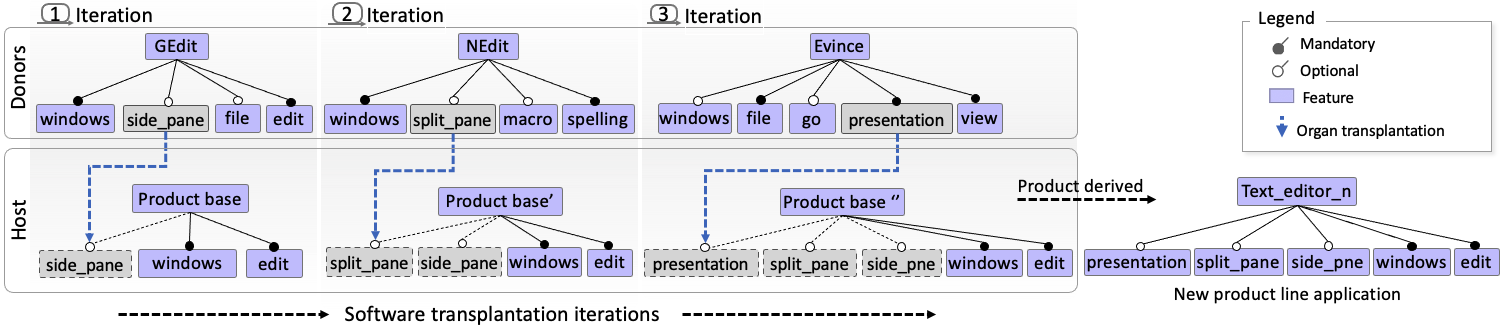 1 Iteration
2 Iteration
3 Iteration
Donors
GEdit
windows
side_pane
file
edit
NEdit
windows
split_pane
macro
spelling
Evince
windows
file
go
presentation
view
Host
Product base
side_pane
windows
edit
Product base’
split_pane
side_pane
windows
edit
Product base ‘’
presentation
split_pane
side_pne
windows
edit
Software transplantation iterations
Legend
Mandatory
Optional
Feature
Organ transplantation
Product derived
Text_editor_n
presentation
split_pane
side_pne
windows
edit
New product line application